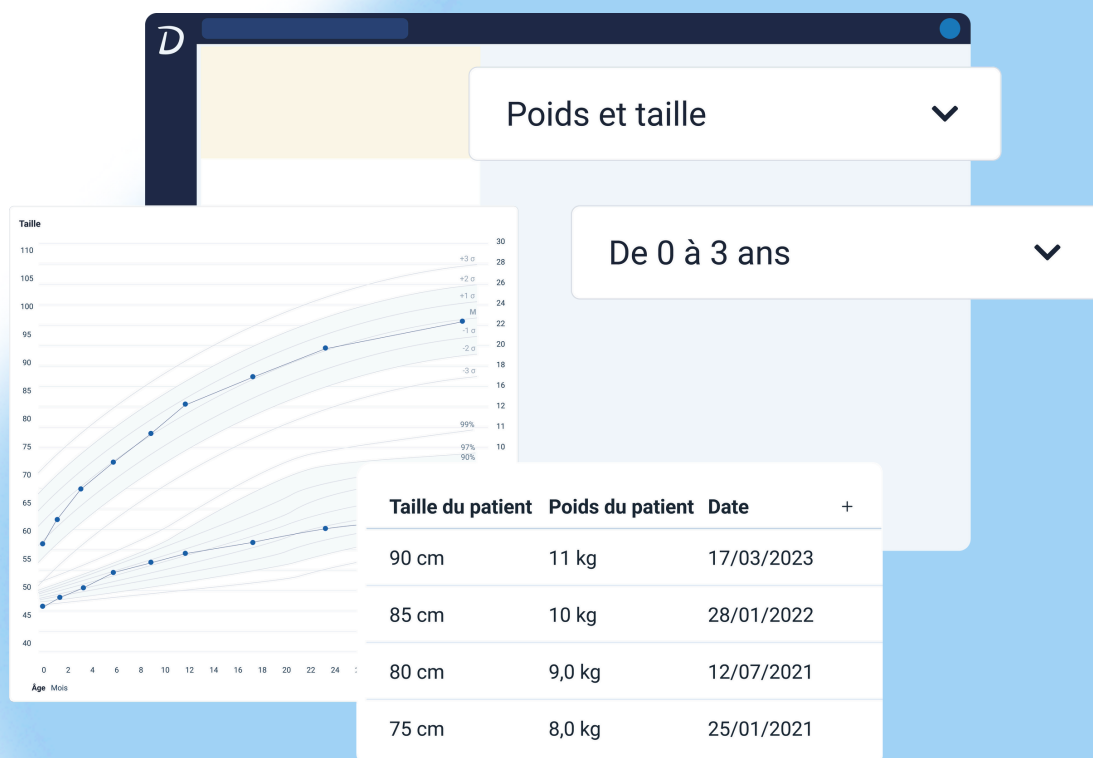 D
Poids et taille
De 0 à 3 ans
Taille
110
105
100
95
90
85
80
75
70
65
60
55
50
45
40
30
28
26
24
22
20
18
16
12
11
10
+3 σ
+2 σ
+1 σ
M
-1 σ
-2 σ
-3 σ
99%
97%
90%
0 2 4 6 8 10 12 14 16 18 20 22 24
Âge Mois
Taille du patient Poids du patient Date +
90 cm 11 kg 17/03/2023
85 cm 10 kg 28/01/2022
80 cm 9,0 kg 12/07/2021
75 cm 8,0 kg 25/01/2021